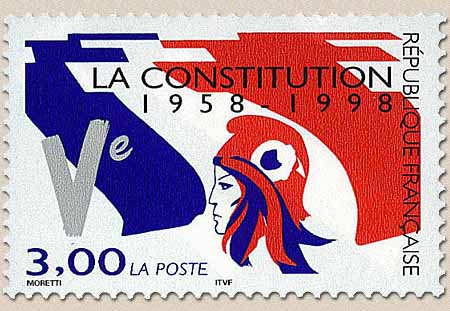 LA CONSTITUTION
1958-1998
RÉPUBLIQUE FRANÇAISE
Ve
3,00 LA POSTE
MORETTI ITVF